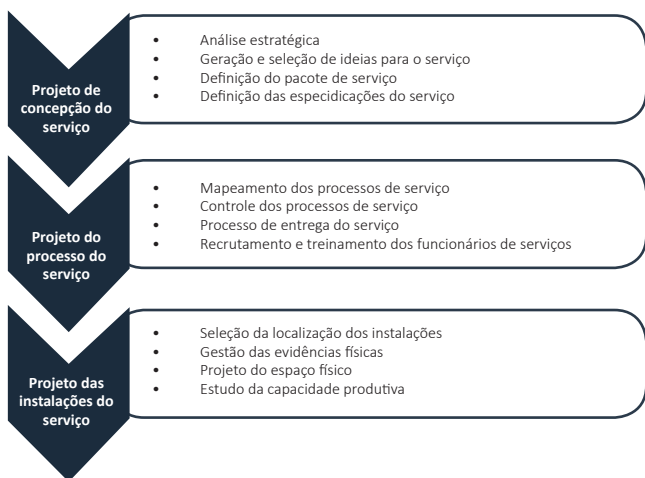 Projeto de
concepção do
serviço
• Análise estratégica
• Geração e seleção de ideias para o serviço
• Definição do pacote de serviço
• Definição das especidicações do serviço
Projeto do
processo do
serviço
• Mapeamento dos processos de serviço
• Controle dos processos de serviço
• Processo de entrega do serviço
• Recrutamento e treinamento dos funcionários de serviços
Projeto das
instalações do
serviço
• Seleção da localização dos instalações
• Gestão das evidências físicas
• Projeto do espaço físico
• Estudo da capacidade produtiva